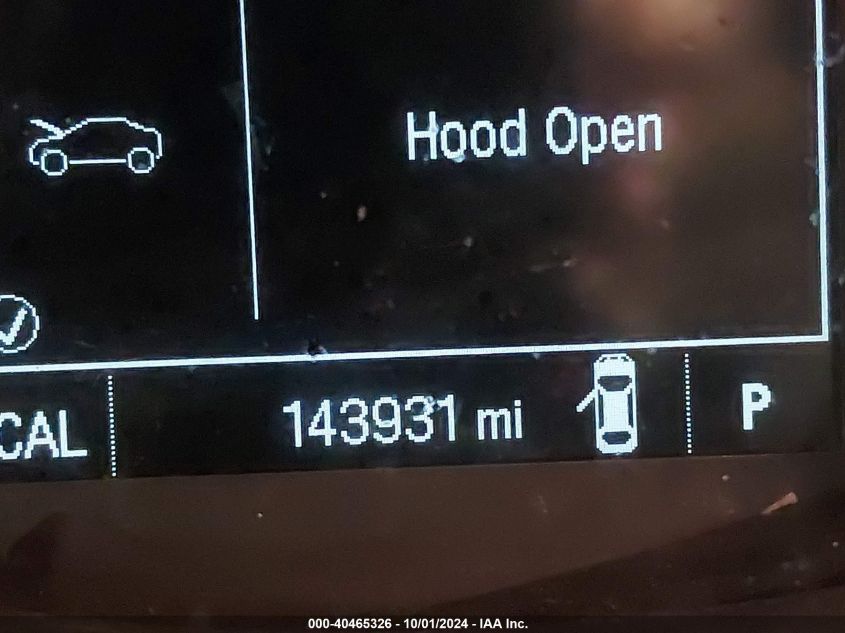 Hood Open
CAL
143931 mi
P
000-40465326 - 10/01/2024 - IAA Inc.